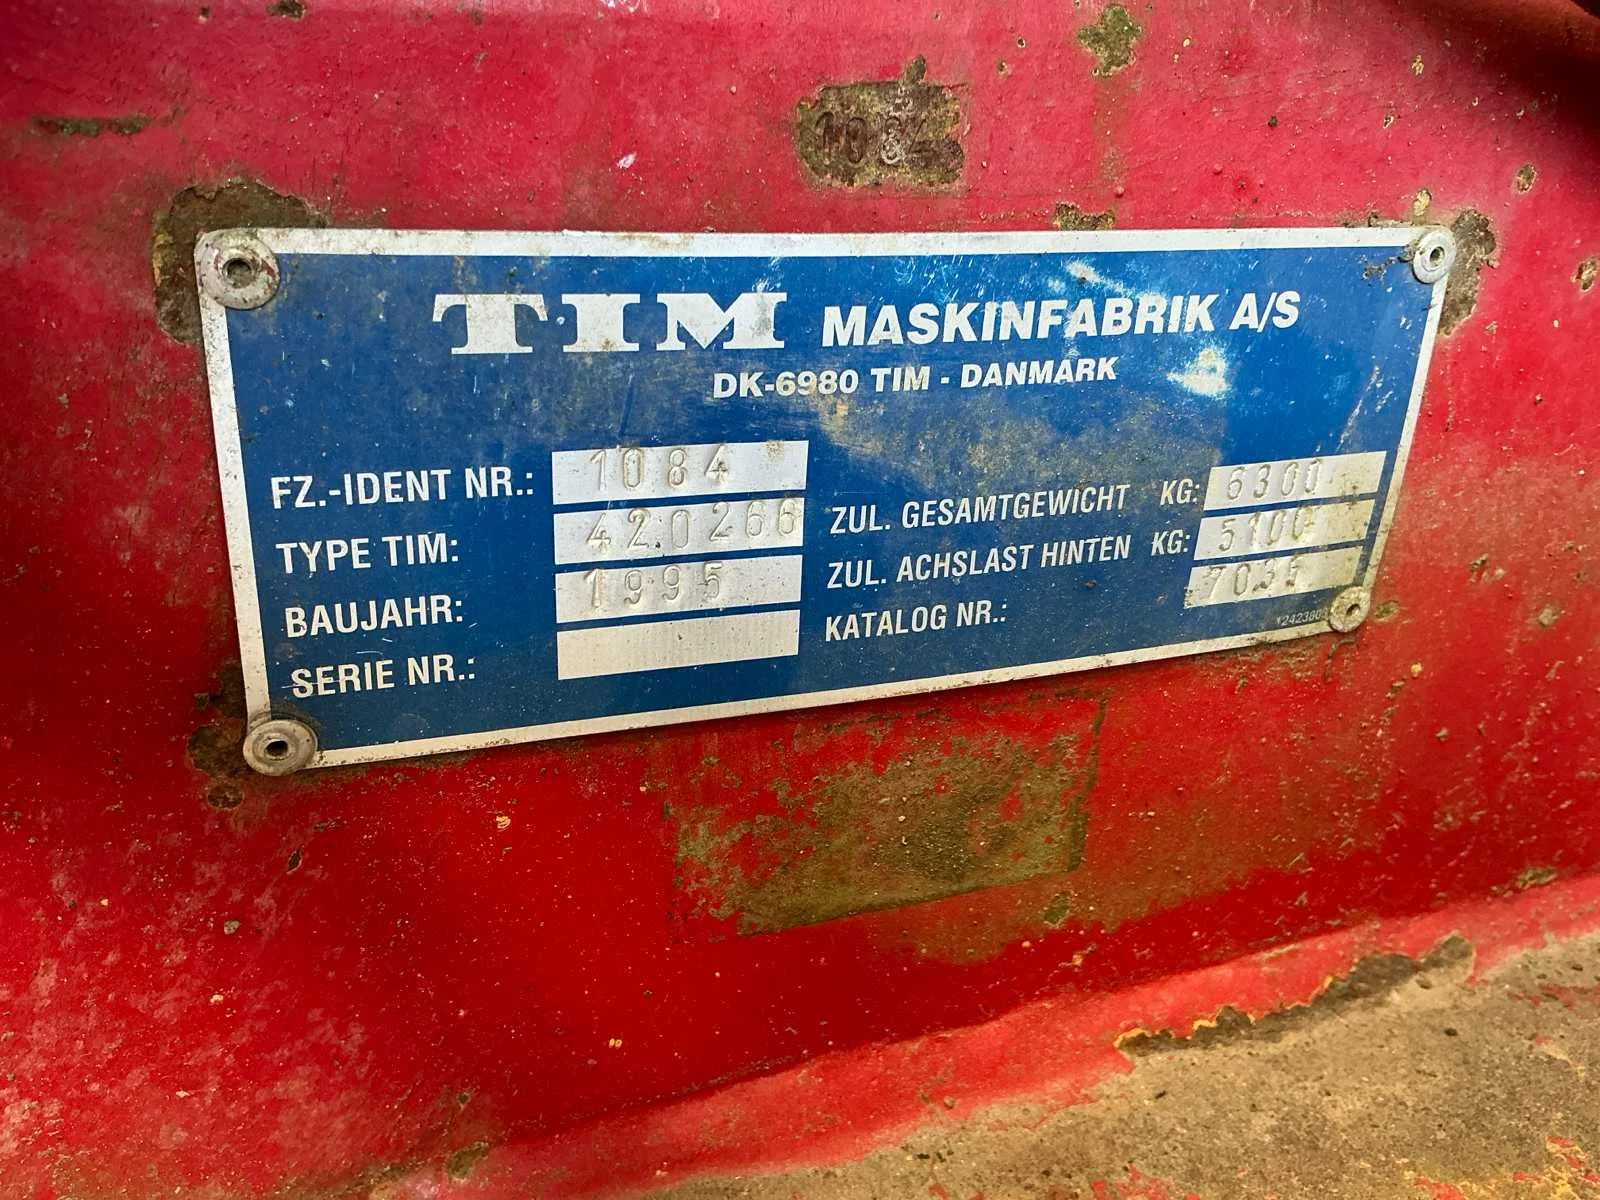 1084
TIM MASKINFABRIK A/S
DK-6980 TIM - DANMARK
FZ.-IDENT NR.: 1084
TYPE TIM: 420266
BAUJAHR: 1995
SERIE NR.:
ZUL. GESAMTGEWICHT KG: 6300
ZUL. ACHSLAST HINTEN KG: 5100
KATALOG NR.: 7035